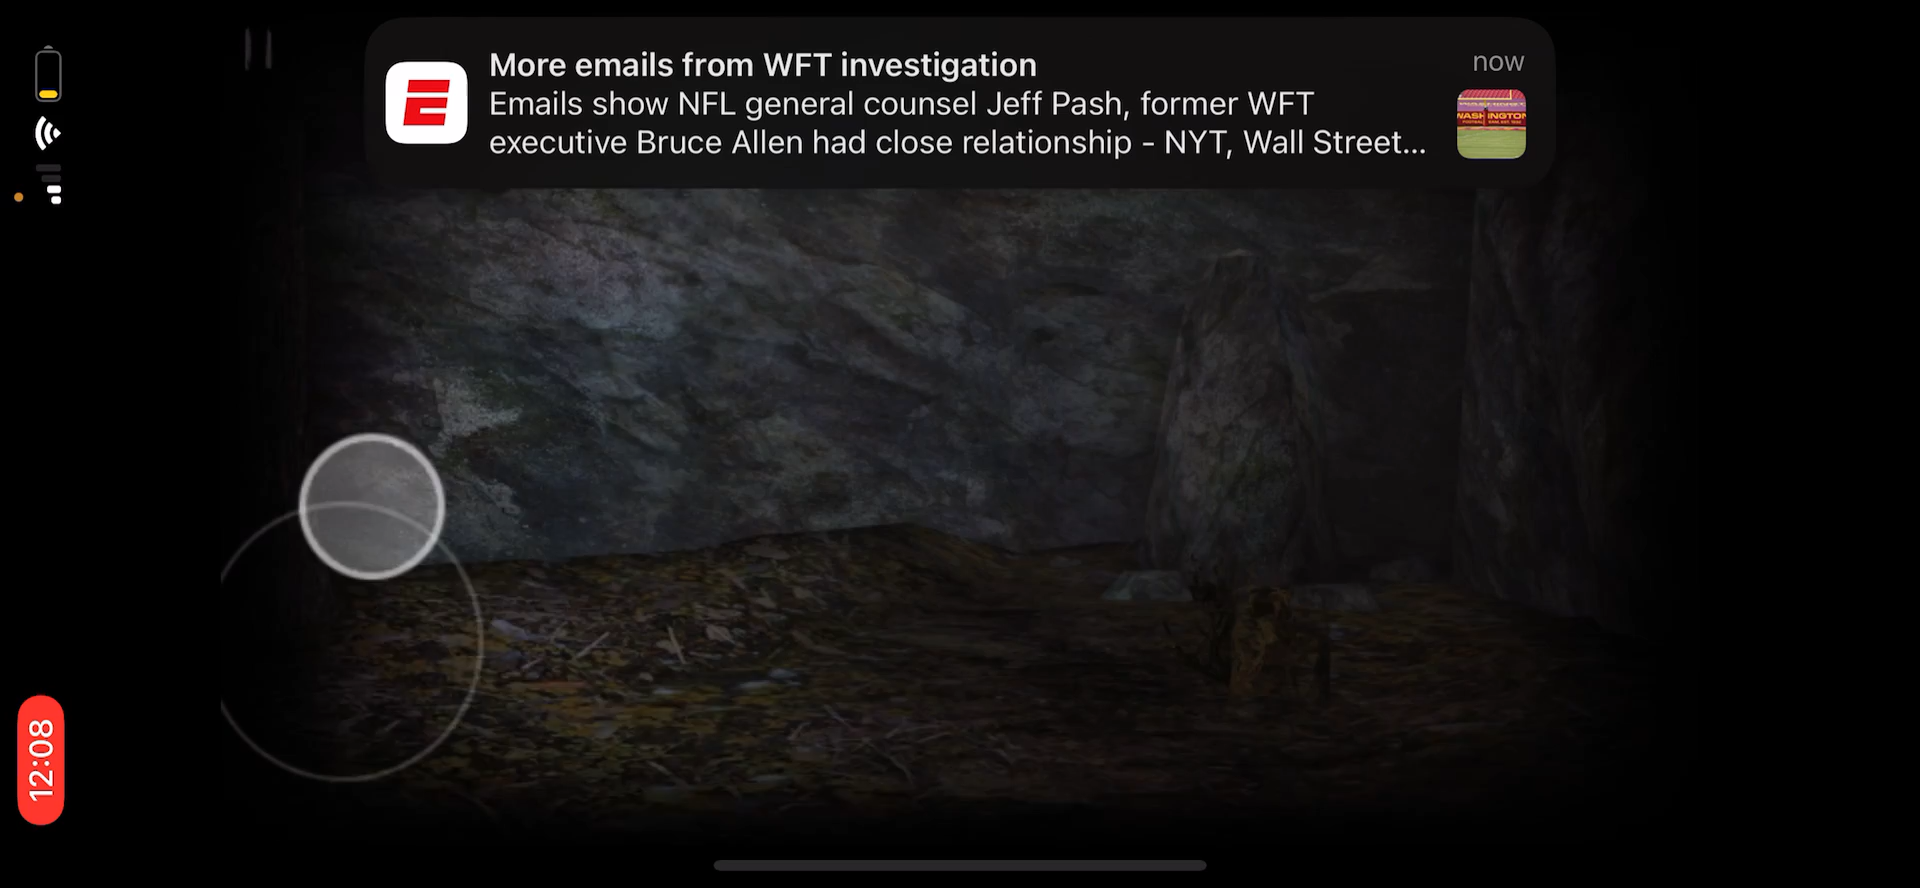 More emails from WFT investigation
now
Emails show NFL general counsel Jeff Pash, former WFT
executive Bruce Allen had close relationship - NYT, Wall Street...
WASHINGTON
12:08